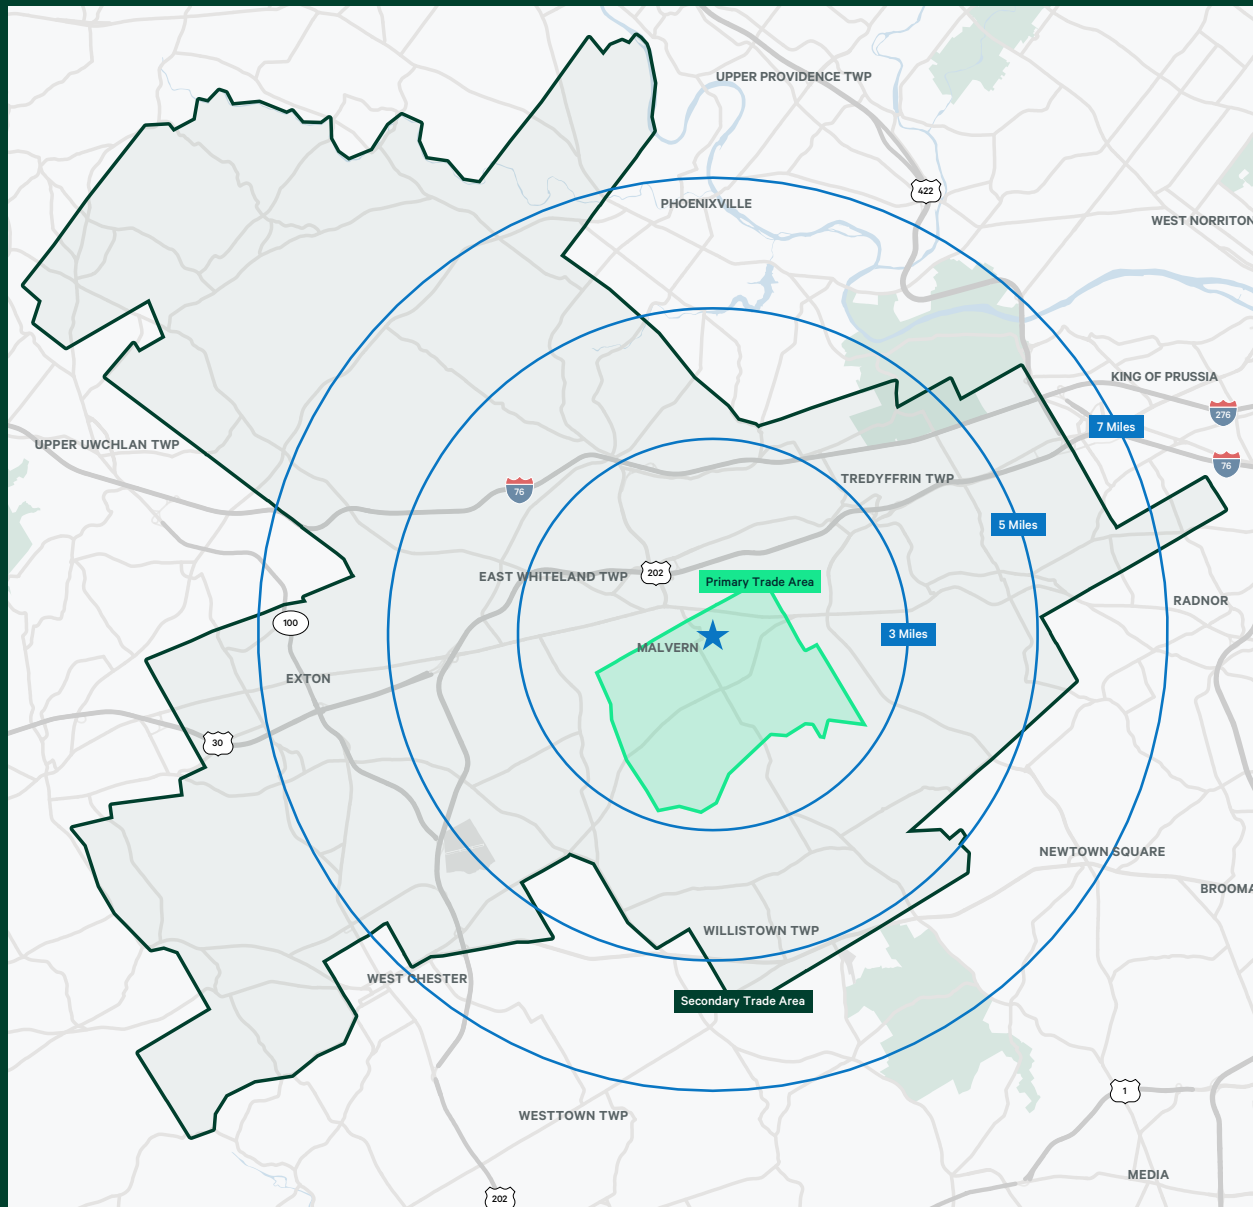 UPPER PROVIDENCE TWP
422
PHOENIXVILLE
WEST NORRITON
KING OF PRUSSIA
276
7 Miles
UPPER UWCHLAN TWP
76
TREDYFFRIN TWP
76
5 Miles
EAST WHITELAND TWP
202
Primary Trade Area
RADNOR
100
3 Miles
MALVERN
EXTON
30
NEWTOWN SQUARE
BROOMA
WILLISTOWN TWP
WEST CHESTER
Secondary Trade Area
1
WESTTOWN TWP
MEDIA
202